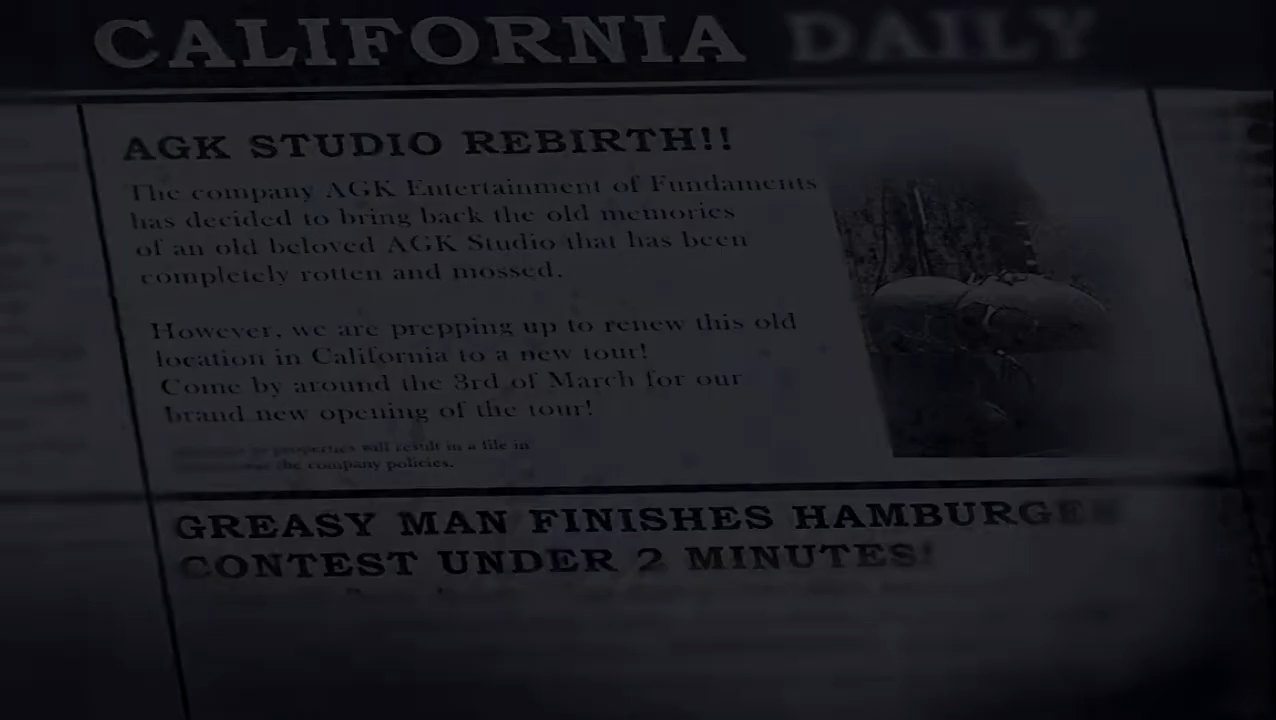 CALIFORNIA DAILY
AGK STUDIO REBIRTH!!
The company AGK Entertainment of Fundaments
has decided to bring back the old memories
of an old beloved AGK Studio that has been
completely rotten and mossed.
However, we are prepping up to renew this old
location in California to a new tour!
Come by around the 3rd of March for our
brand new opening of the tour!
properties will result in a file in
the company policies.
GREASY MAN FINISHES HAMBURGER
CONTEST UNDER 2 MINUTES!